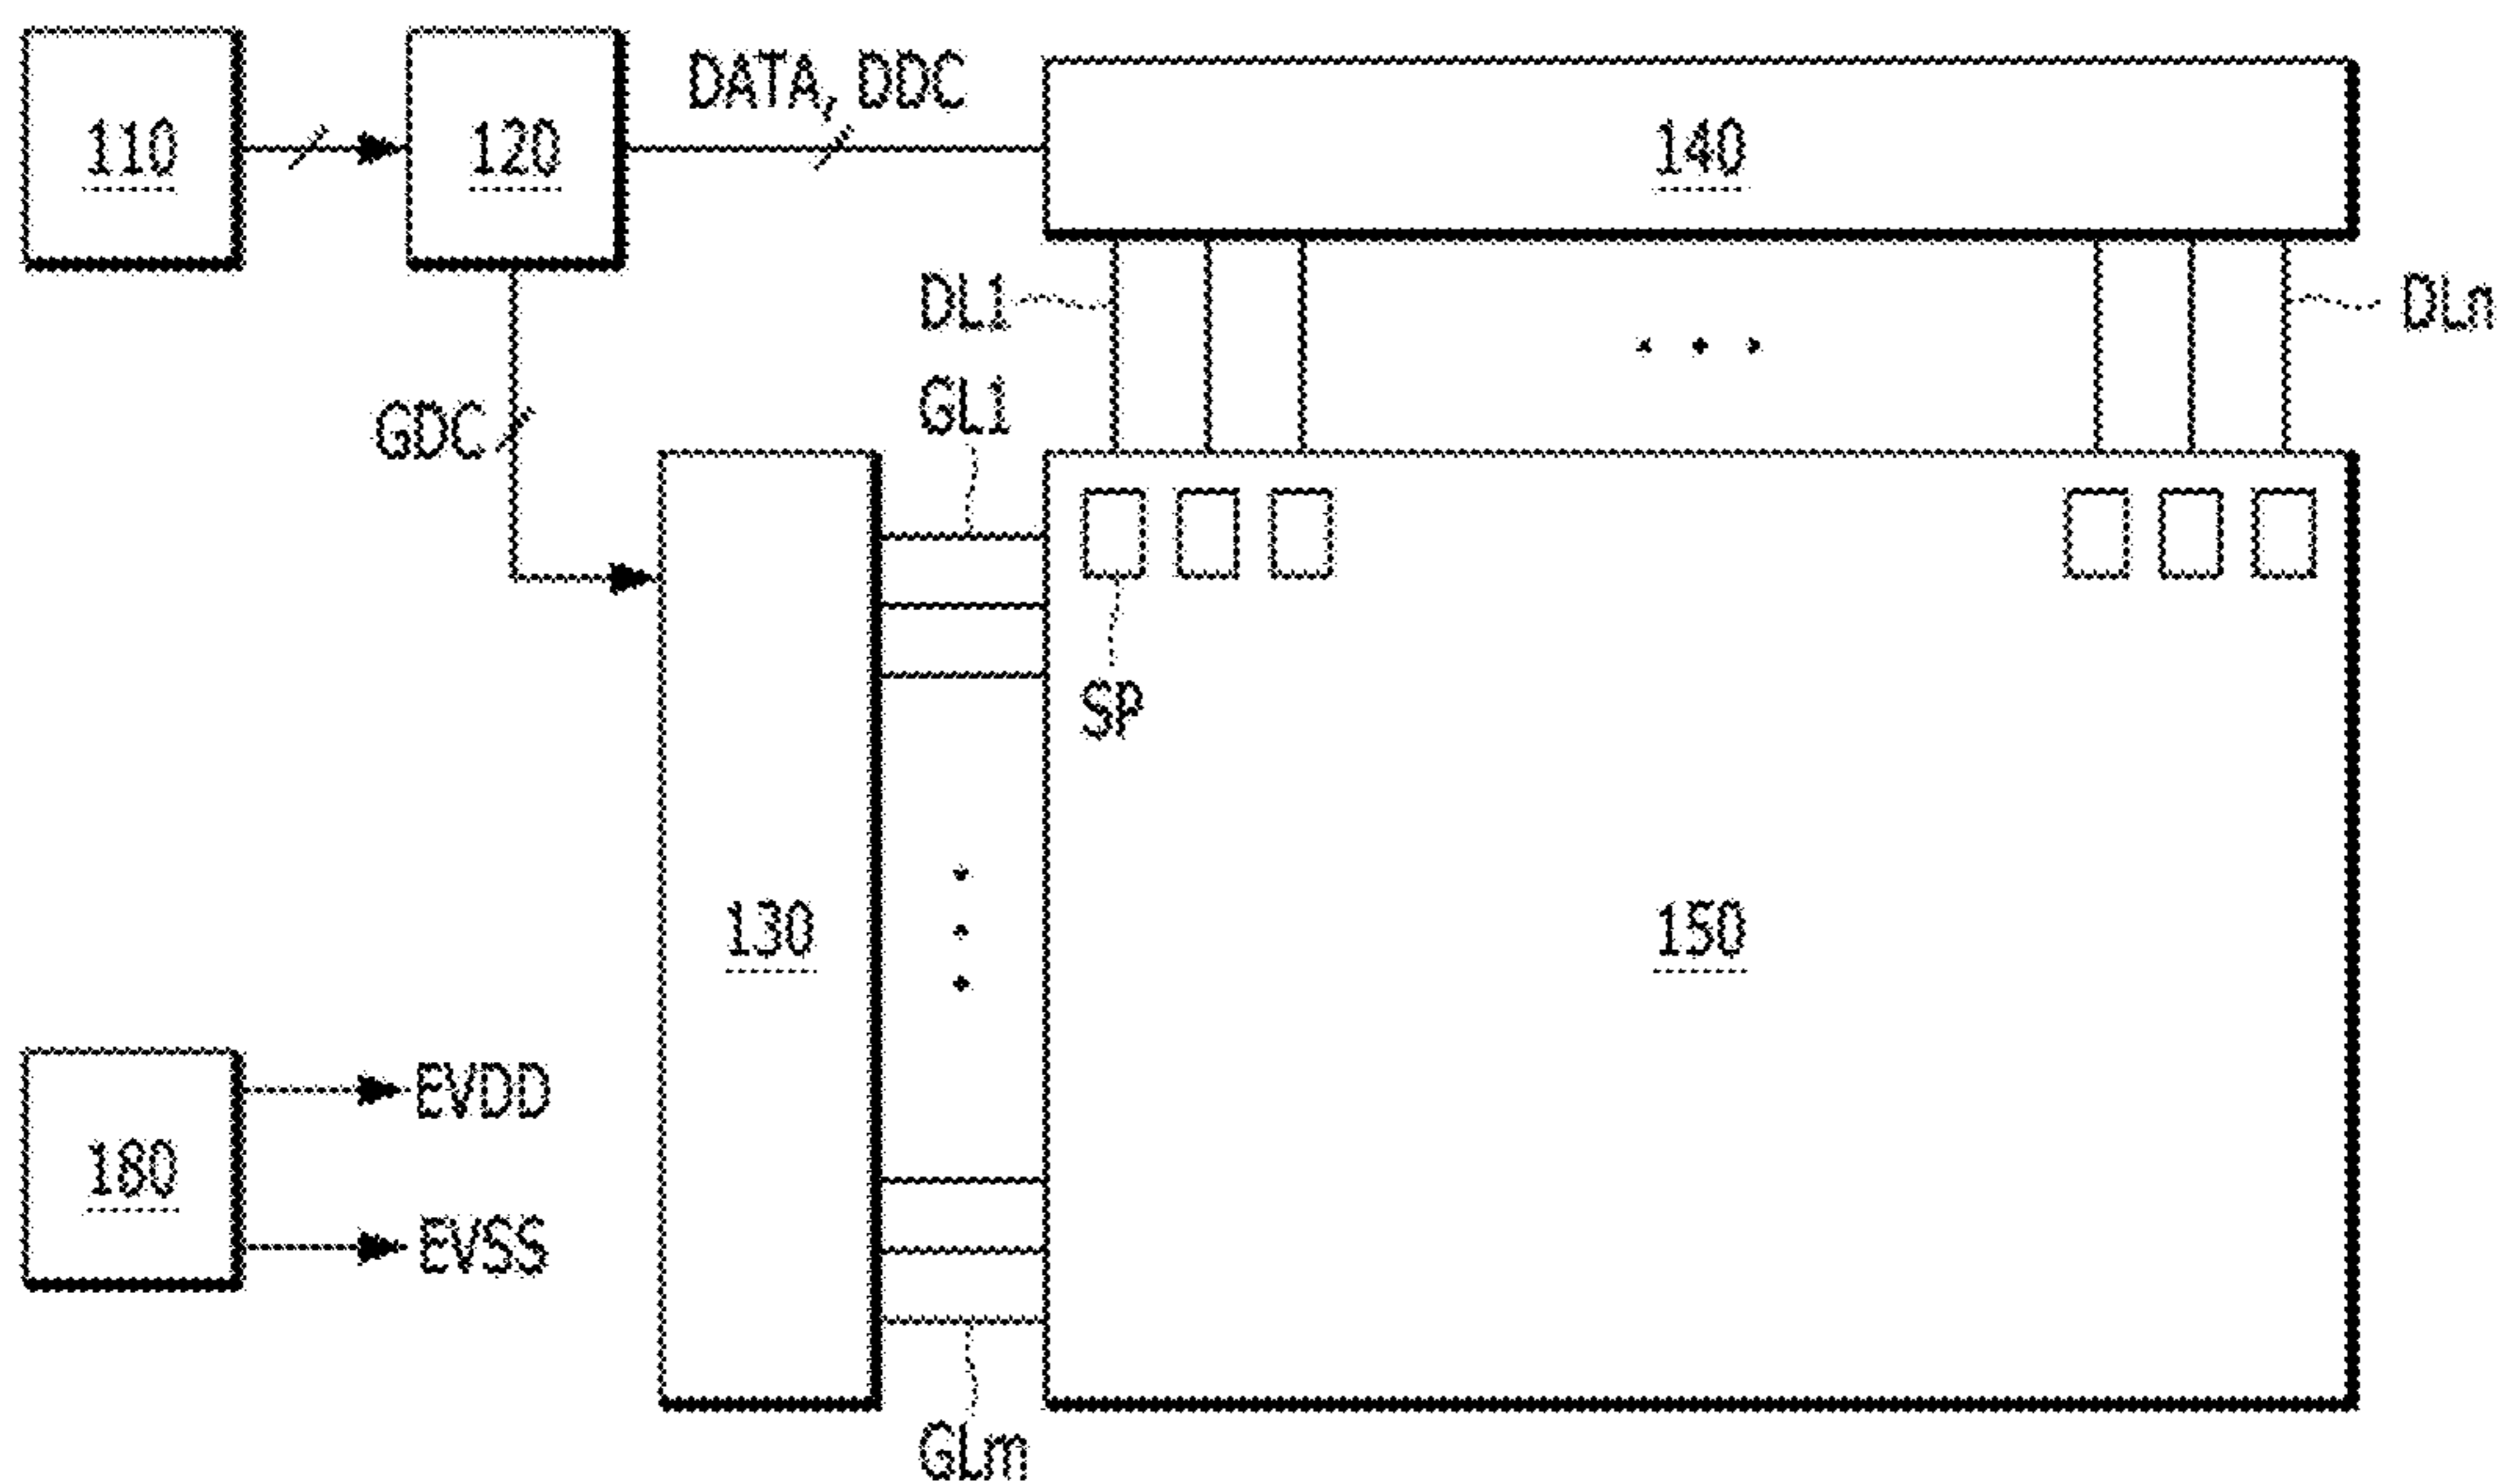 DATA, DDC
110
120
140
DL1
DLn
GL1
GDC
SP
130
150
EVDD
180
EVSS
GLm